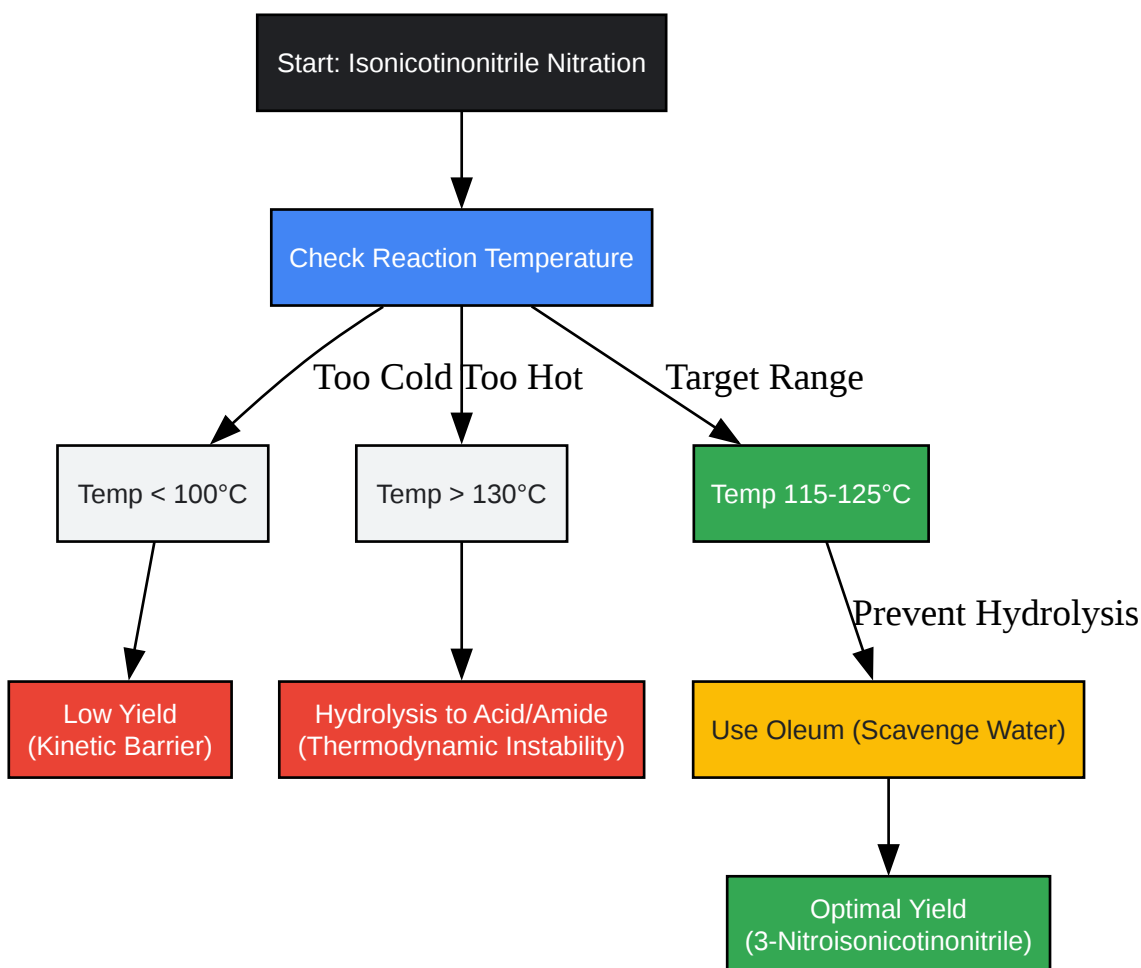 Start: Isonicotinonitrile Nitration
Check Reaction Temperature
Too Cold
Too Hot
Target Range
Temp < 100°C
Temp > 130°C
Temp 115-125°C
Prevent Hydrolysis
Low Yield
(Kinetic Barrier)
Hydrolysis to Acid/Amide
(Thermodynamic Instability)
Use Oleum (Scavenge Water)
Optimal Yield
(3-Nitroisonicotinonitrile)